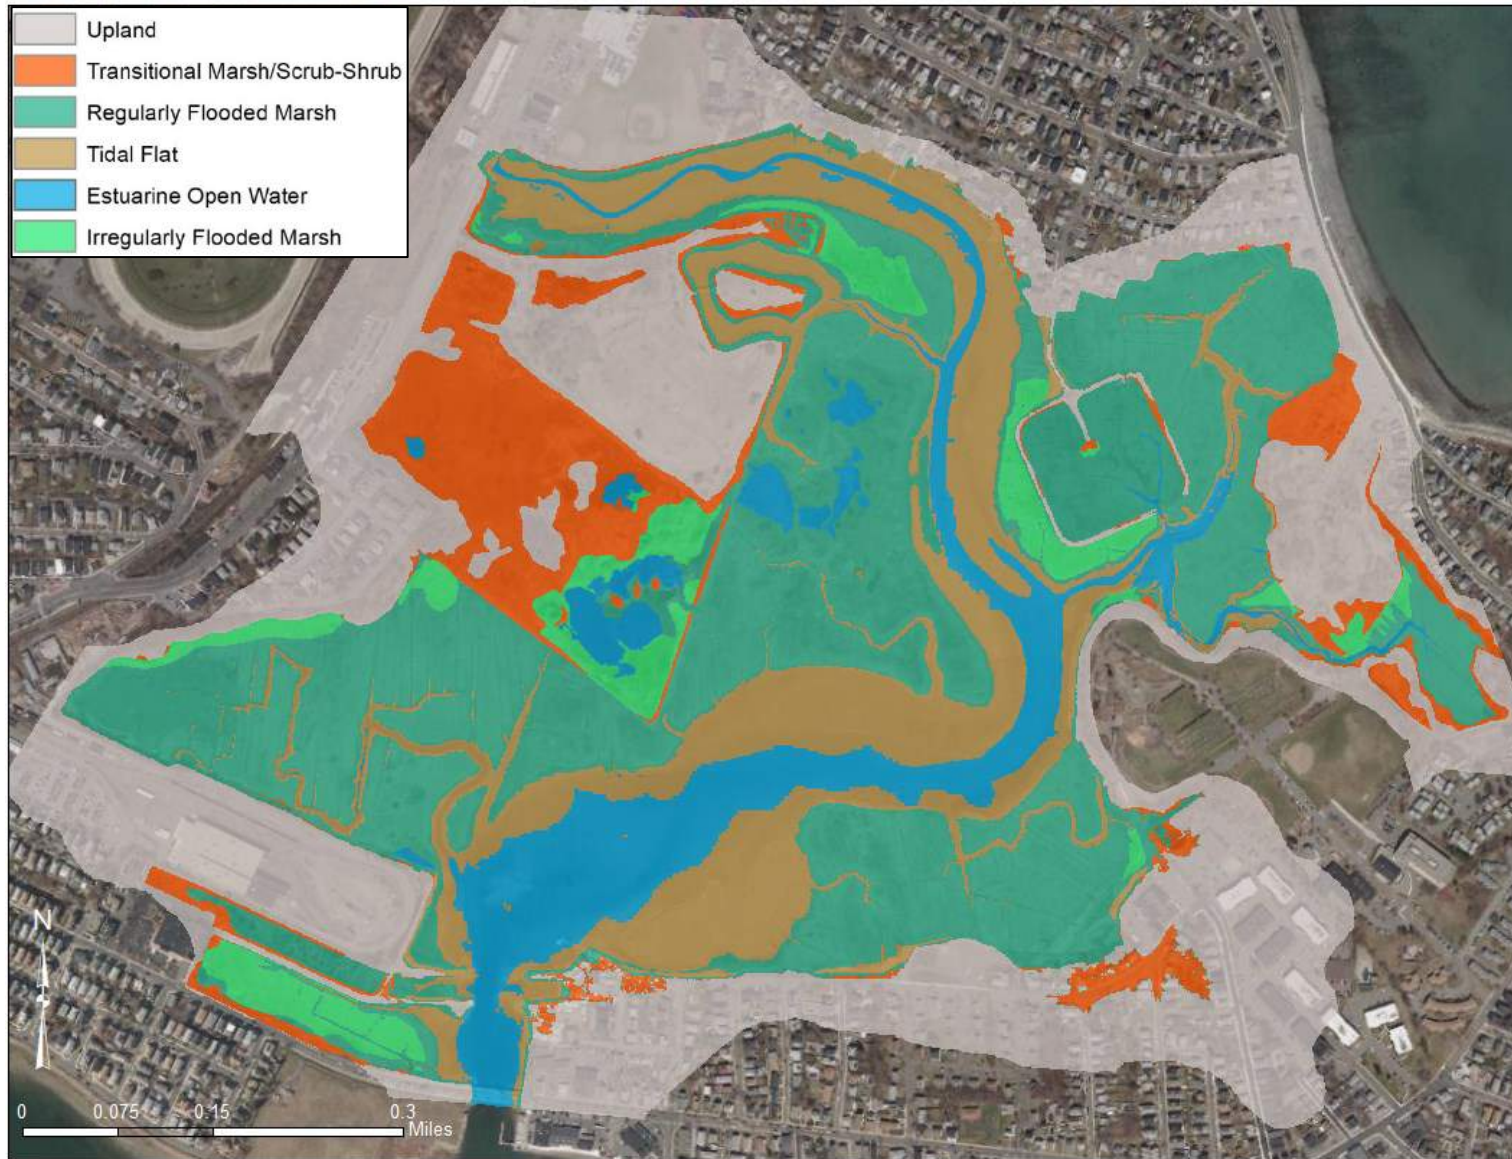 Upland
Transitional Marsh/Scrub-Shrub
Regularly Flooded Marsh
Tidal Flat
Estuarine Open Water
Irregularly Flooded Marsh
N
0 0.075 0.15 0.3
Miles